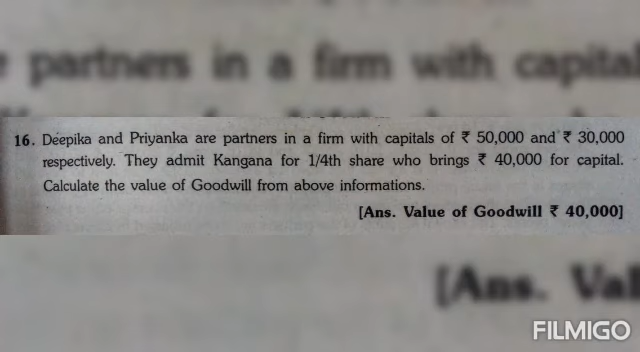 partners in a firm with capital
16. Deepika and Priyanka are partners in a firm with capitals of ₹ 50,000 and ₹ 30,000
respectively. They admit Kangana for 1/4th share who brings ₹ 40,000 for capital.
Calculate the value of Goodwill from above informations.
[Ans. Value of Goodwill ₹ 40,000]
[Ans. Val
FILMIGO